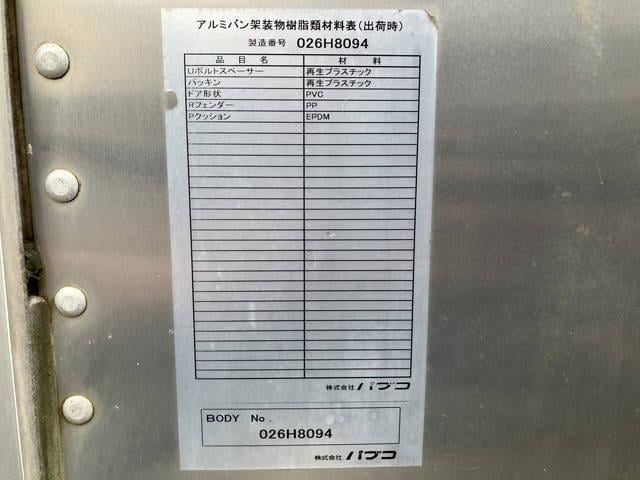 アルミバン架装物樹脂類材料表(出荷時)
製造番号 026H8094
品目名 材料
Uボルトスペーサー 再生プラスチック
パッキン 再生プラスチック
ドア形状 PVC
Rフェンダー PP
Pクッション EPDM
株式会社 パブコ
BODY No.
026H8094
株式会社 パブコ